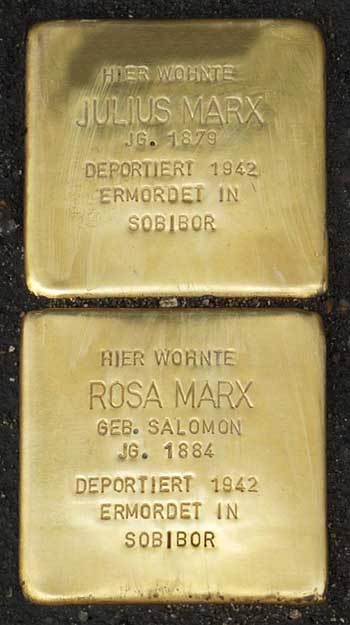 HIER WOHNTE
JULIUS MARX
JG. 1879
DEPORTIERT 1942
ERMORDET IN
SOBIBOR
HIER WOHNTE
ROSA MARX
GEB. SALOMON
JG. 1884
DEPORTIERT 1942
ERMORDET IN
SOBIBOR